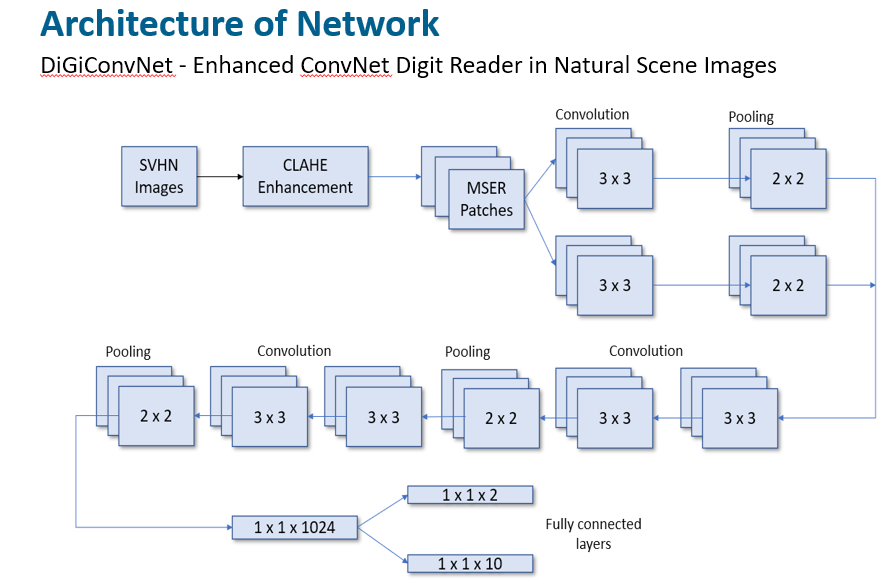 Architecture of Network
DiGiConvNet - Enhanced ConvNet Digit Reader in Natural Scene Images
Convolution
Pooling
SVHN
Images
CLAHE
Enhancement
MSER
Patches
3 x 3
2 x 2
3 x 3
2 x 2
Pooling
Convolution
Pooling
Convolution
2 x 2
3 x 3
3 x 3
2 x 2
3 x 3
3 x 3
1 x 1 x 2
1 x 1 x 1024
Fully connected
layers
1 x 1 x 10